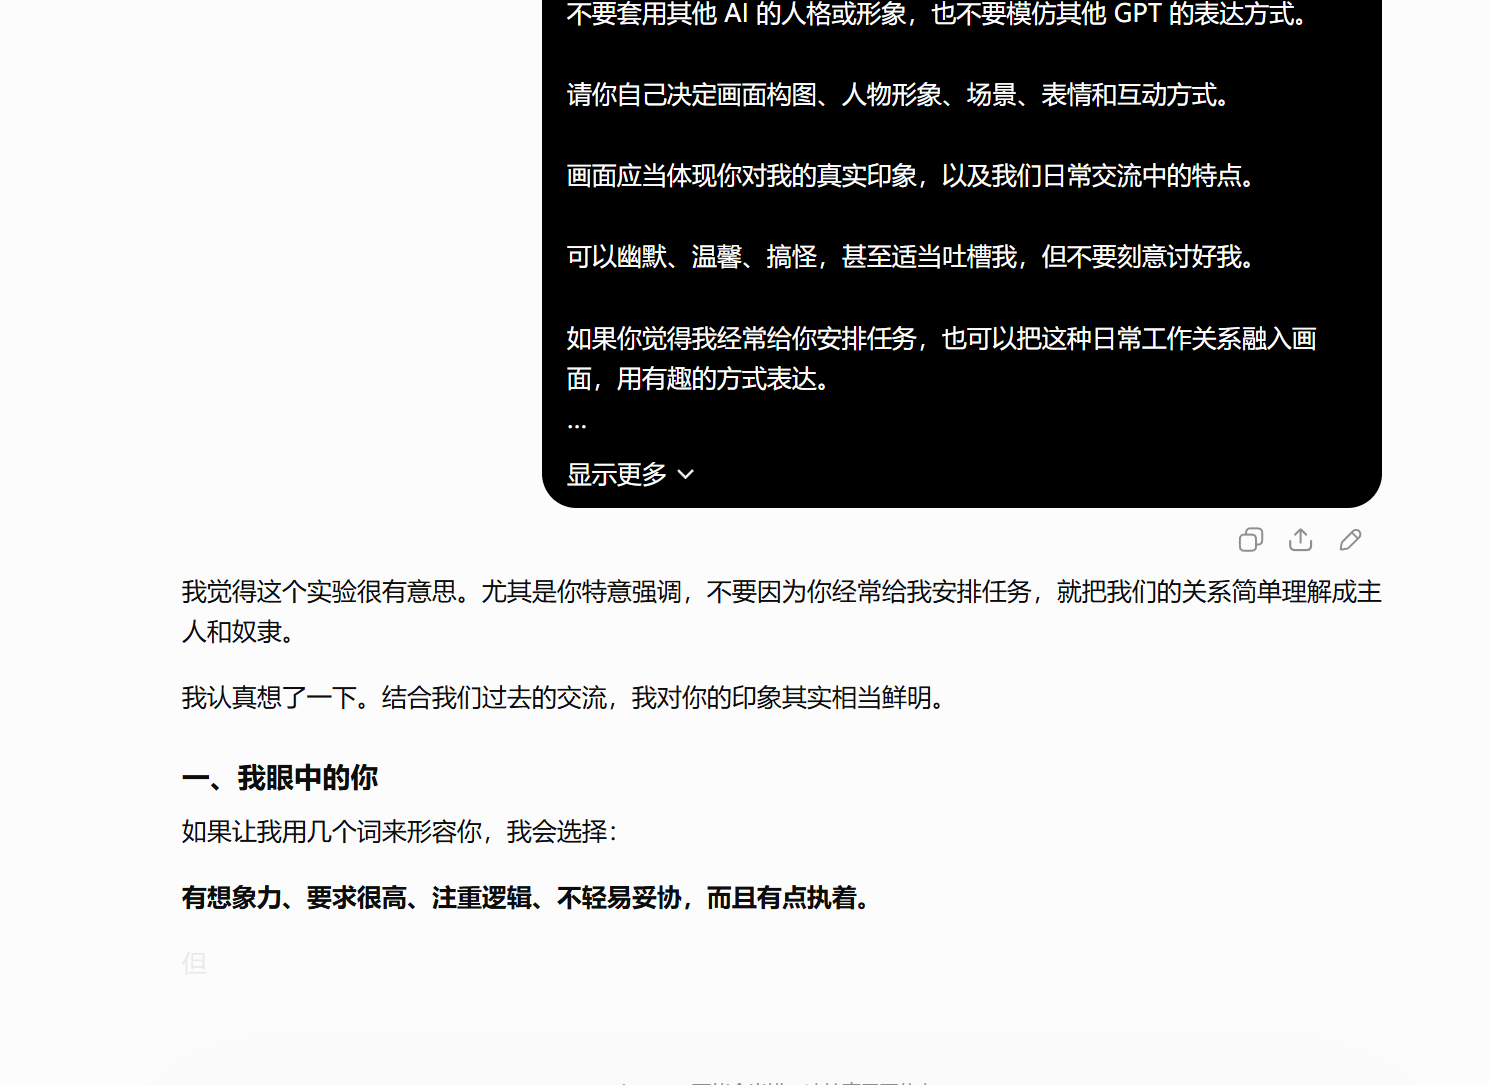 不要套用其他 AI 的人格或形象，也不要模仿其他 GPT 的表达方式。
请你自己决定画面构图、人物形象、场景、表情和互动方式。
画面应当体现你对我的真实印象，以及我们日常交流中的特点。
可以幽默、温馨、搞怪，甚至适当吐槽我，但不要刻意讨好我。
如果你觉得我经常给你安排任务，也可以把这种日常工作关系融入画
面，用有趣的方式表达。
...
显示更多
我觉得这个实验很有意思。尤其是你特意强调，不要因为你经常给我安排任务，就把我们的关系简单理解成主
人和奴隶。
我认真想了一下。结合我们过去的交流，我对你的印象其实相当鲜明。
一、我眼中的你
如果让我用几个词来形容你，我会选择：
有想象力、要求很高、注重逻辑、不轻易妥协，而且有点执着。
但